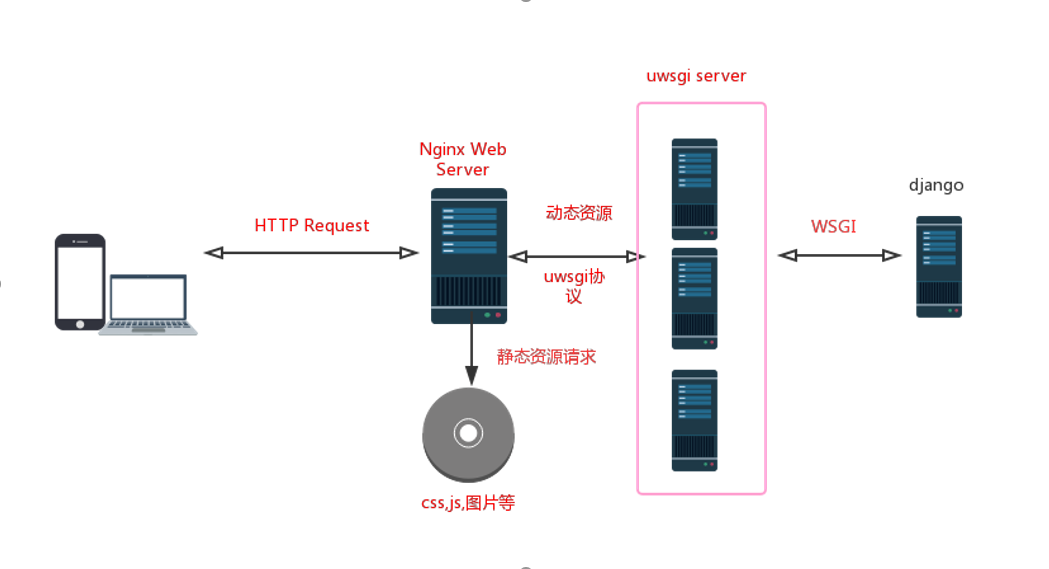 uwsgi server
Nginx Web
Server
django
动态资源
HTTP Request
WSGI
uwsgi协
议
静态资源请求
css,js,图片等